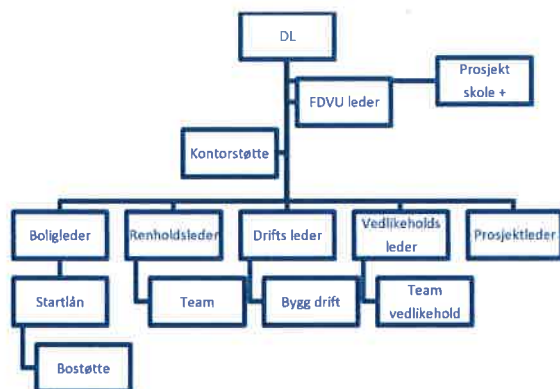 DL
Prosjekt
skole +
FDVU leder
Kontorstøtte
Boligleder
Renholdsleder
Drifts leder
Vedlikeholds
leder
Prosjektleder
Startlån
Team
Bygg drift
Team
vedlikehold
Bostøtte